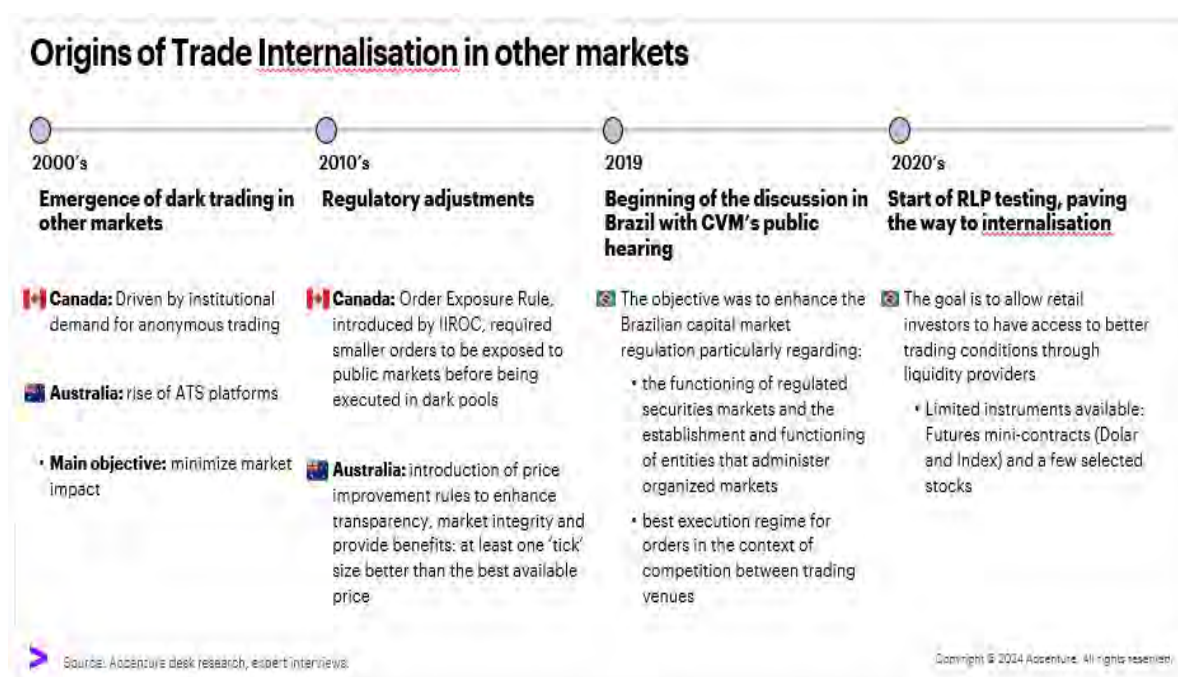 Origins of Trade Internalisation in other markets
2000's
Emergence of dark trading in
other markets
Canada: Driven by institutional
demand for anonymous trading
Australia: rise of ATS platforms
• Main objective: minimize market
impact
2010's
Regulatory adjustments
Canada: Order Exposure Rule,
introduced by IIROC, required
smaller orders to be exposed to
public markets before being
executed in dark pools
Australia: introduction of price
improvement rules to enhance
transparency, market integrity and
provide benefits: at least one 'tick'
size better than the best available
price
2019
Beginning of the discussion in
Brazil with CVM's public
hearing
The objective was to enhance the
Brazilian capital market
regulation particularly regarding:
• the functioning of regulated
securities markets and the
establishment and functioning
of entities that administer
organized markets
• best execution regime for
orders in the context of
competition between trading
venues
2020's
Start of RLP testing, paving
the way to internalisation
The goal is to allow retail
investors to have access to better
trading conditions through
liquidity providers
• Limited instruments available:
Futures mini-contracts (Dolar
and Index) and a few selected
stocks
Source: Accenture desk research, expert interviews.
Copyright © 2024 Accenture. All rights reserved.